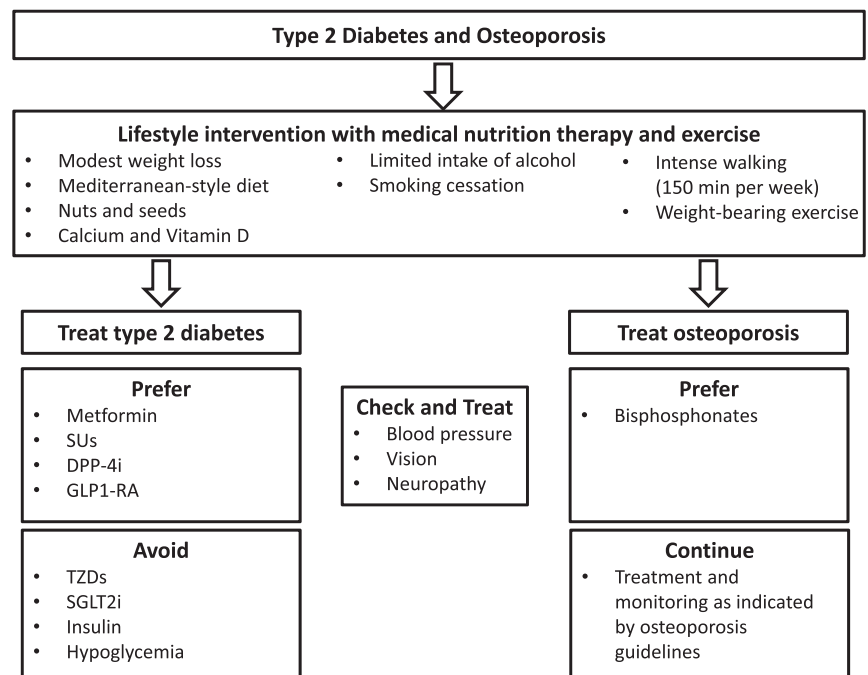 Type 2 Diabetes and Osteoporosis
Lifestyle intervention with medical nutrition therapy and exercise
• Modest weight loss
• Mediterranean-style diet
• Nuts and seeds
• Calcium and Vitamin D
• Limited intake of alcohol
• Smoking cessation
• Intense walking
(150 min per week)
• Weight-bearing exercise
Treat type 2 diabetes
Prefer
• Metformin
• SUs
• DPP-4i
• GLP1-RA
Avoid
• TZDs
• SGLT2i
• Insulin
• Hypoglycemia
Check and Treat
• Blood pressure
• Vision
• Neuropathy
Treat osteoporosis
Prefer
• Bisphosphonates
Continue
• Treatment and
monitoring as indicated
by osteoporosis
guidelines